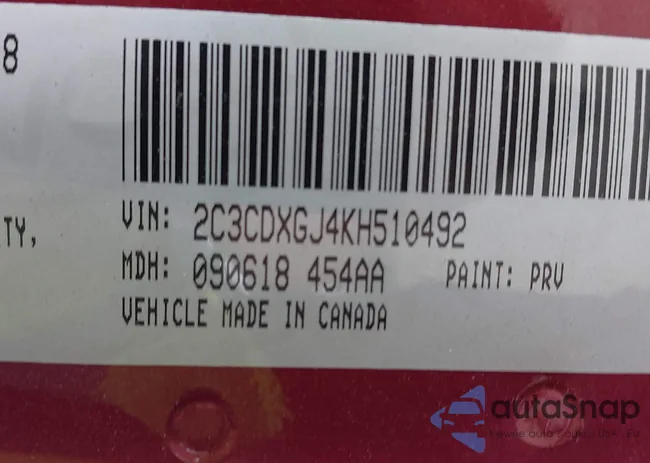 8
TY,
VIN: 2C3CDXGJ4KH510492
MDH: 090618 454AA PAINT: PRV
VEHICLE MADE IN CANADA
autoSnap